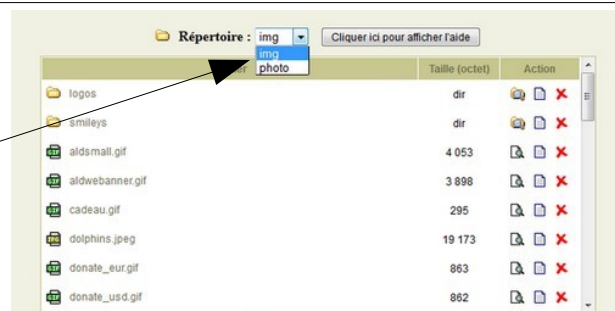 Répertoire : img Cliquer ici pour afficher l'aide
img
photo
Taille (octet) Action
logos dir
smileys dir
aldsmall.gif 4 053
aldwebanner.gif 3 898
cadeau.gif 295
dolphins.jpeg 19 173
donate_eur.gif 863
donate_usd.gif 862